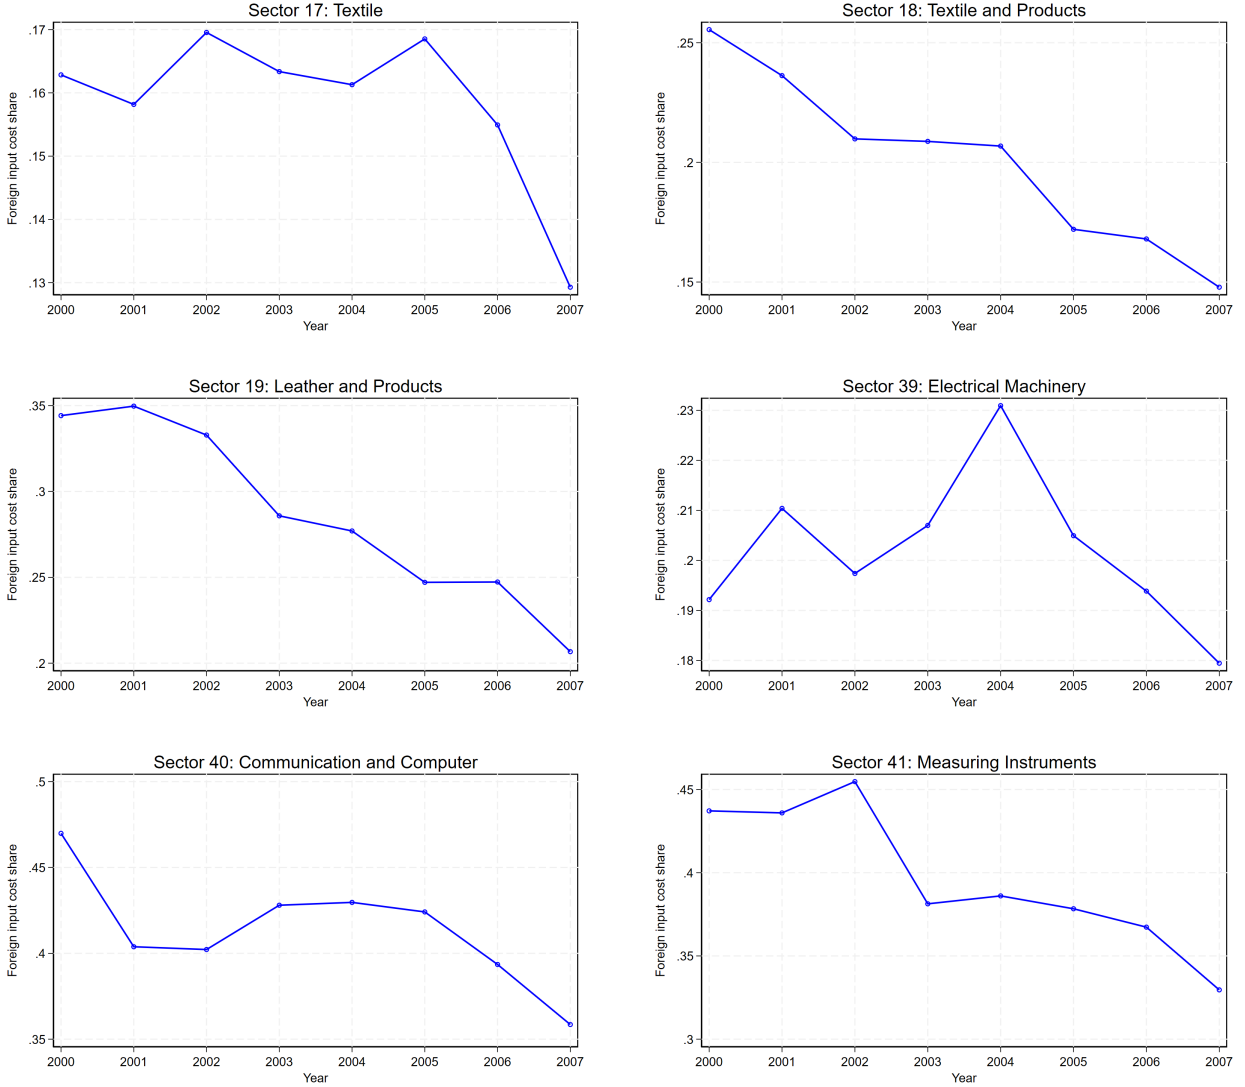 Sector 17: Textile
Foreign input cost share
.17
.16
.15
.14
.13
2000 2001 2002 2003 2004 2005 2006 2007
Year
Sector 18: Textile and Products
Foreign input cost share
.25
.2
.15
2000 2001 2002 2003 2004 2005 2006 2007
Year
Sector 19: Leather and Products
Foreign input cost share
.35
.3
.25
.2
2000 2001 2002 2003 2004 2005 2006 2007
Year
Sector 39: Electrical Machinery
Foreign input cost share
.23
.22
.21
.2
.19
.18
2000 2001 2002 2003 2004 2005 2006 2007
Year
Sector 40: Communication and Computer
Foreign input cost share
.5
.45
.4
.35
2000 2001 2002 2003 2004 2005 2006 2007
Year
Sector 41: Measuring Instruments
Foreign input cost share
.45
.4
.35
.3
2000 2001 2002 2003 2004 2005 2006 2007
Year